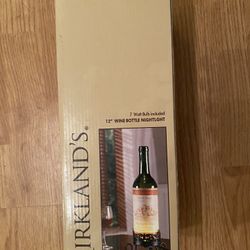 KIRKLAND'S®
7 Watt Bulb Included
12" WINE BOTTLE NIGHTLIGHT